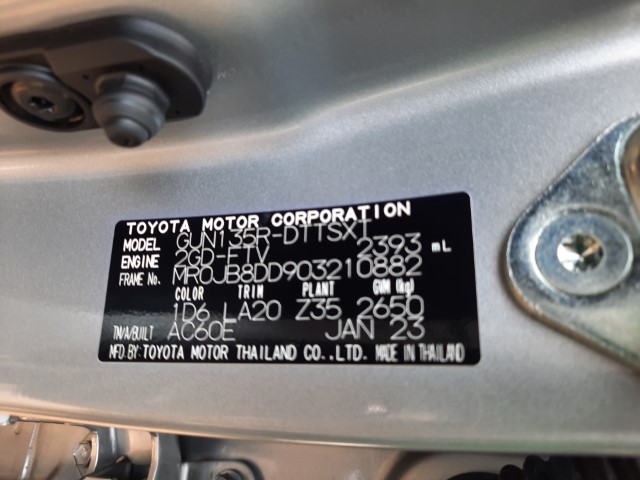 TOYOTA MOTOR CORPORATION
MODEL GUN135R-DTTSXT
ENGINE 2GD-FTV 2393 mL
FRAME No. MR0JB8DD903210882
COLOR TRIM PLANT GVM (kg)
1D6 LA20 Z35 2650
TM/A/BUILT AC60E JAN 23
MFD. BY: TOYOTA MOTOR THAILAND CO.,LTD. MADE IN THAILAND